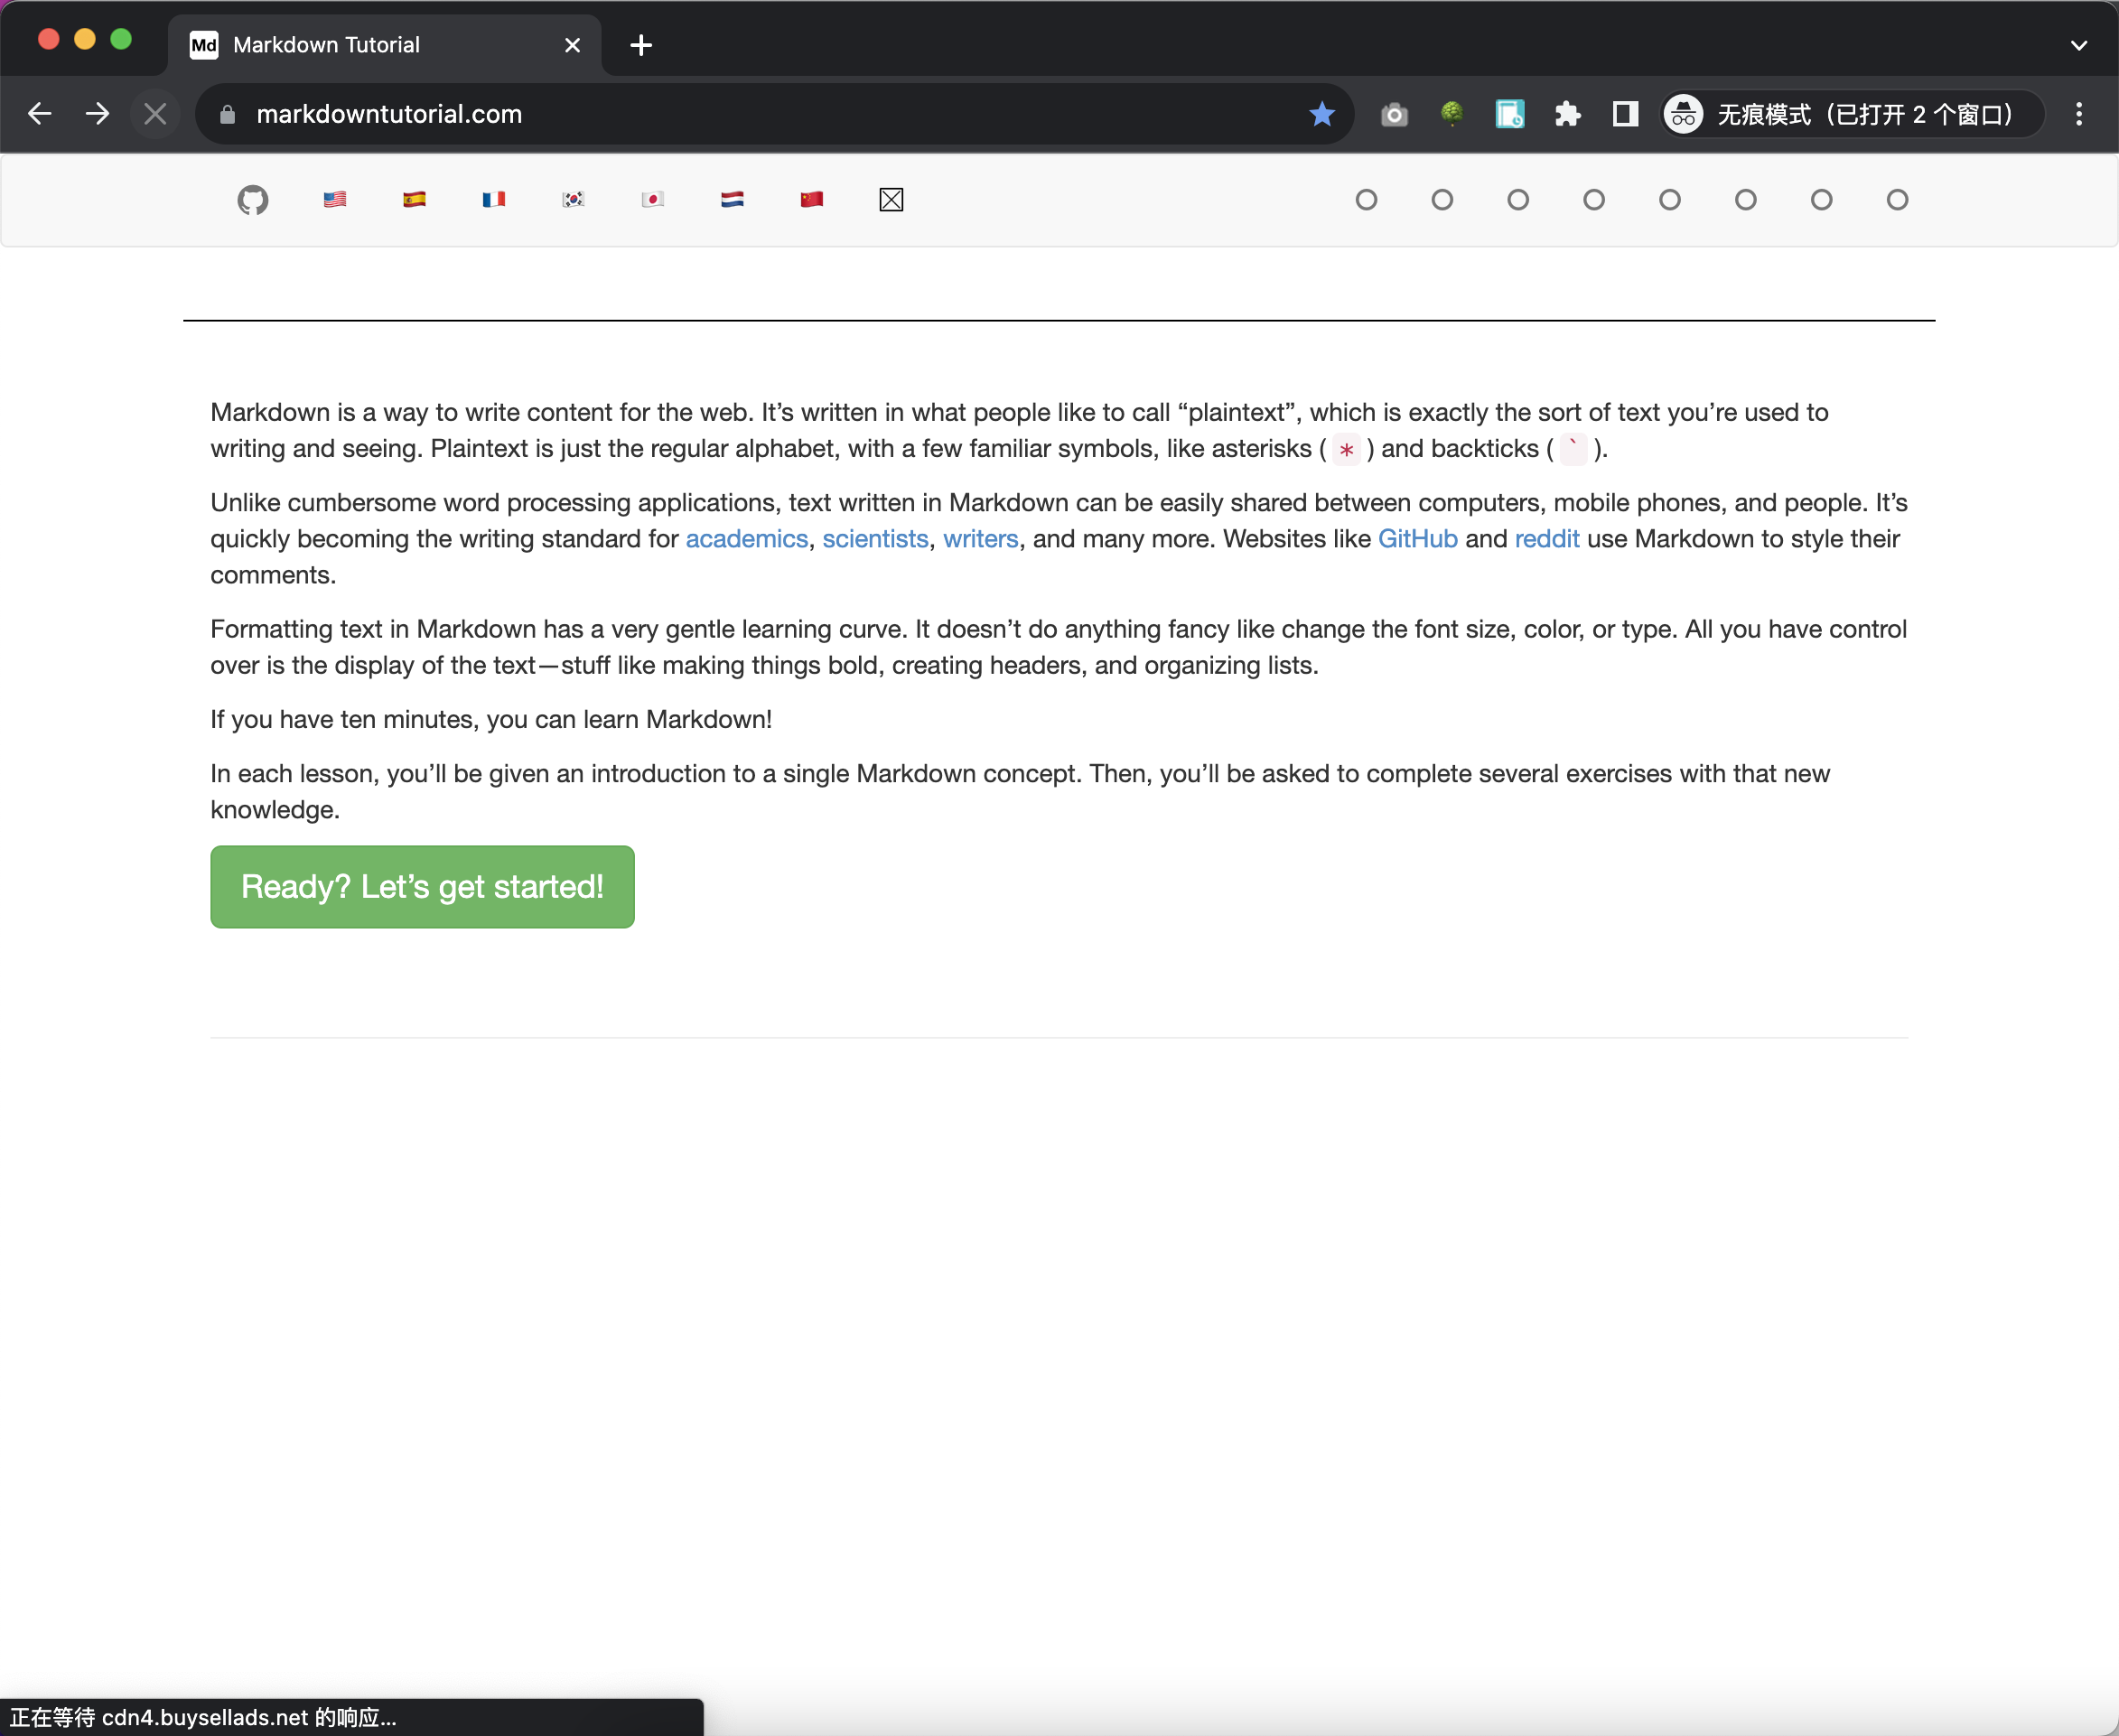 Md Markdown Tutorial
markdowntutorial.com
无痕模式（已打开 2 个窗口）
Markdown is a way to write content for the web. It’s written in what people like to call “plaintext”, which is exactly the sort of text you’re used to
writing and seeing. Plaintext is just the regular alphabet, with a few familiar symbols, like asterisks ( * ) and backticks ( ` ).
Unlike cumbersome word processing applications, text written in Markdown can be easily shared between computers, mobile phones, and people. It’s
quickly becoming the writing standard for academics, scientists, writers, and many more. Websites like GitHub and reddit use Markdown to style their
comments.
Formatting text in Markdown has a very gentle learning curve. It doesn’t do anything fancy like change the font size, color, or type. All you have control
over is the display of the text—stuff like making things bold, creating headers, and organizing lists.
If you have ten minutes, you can learn Markdown!
In each lesson, you’ll be given an introduction to a single Markdown concept. Then, you’ll be asked to complete several exercises with that new
knowledge.
Ready? Let’s get started!
正在等待 cdn4.buysellads.net 的响应...